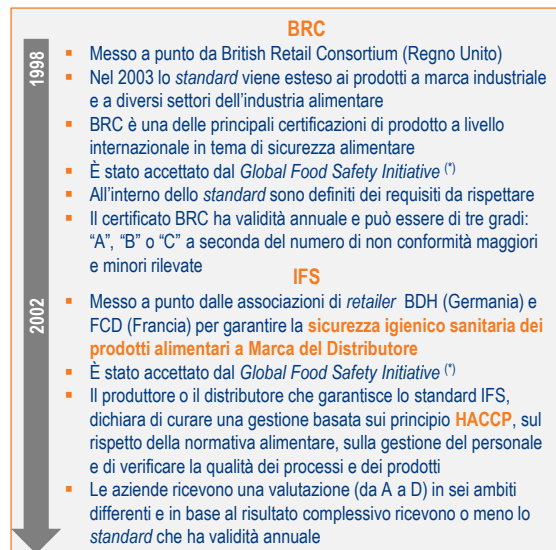 BRC
1998
▪ Messo a punto da British Retail Consortium (Regno Unito)
▪ Nel 2003 lo standard viene esteso ai prodotti a marca industriale
e a diversi settori dell'industria alimentare
▪ BRC è una delle principali certificazioni di prodotto a livello
internazionale in tema di sicurezza alimentare
▪ È stato accettato dal Global Food Safety Initiative (*)
▪ All'interno dello standard sono definiti dei requisiti da rispettare
▪ Il certificato BRC ha validità annuale e può essere di tre gradi:
"A", "B" o "C" a seconda del numero di non conformità maggiori
e minori rilevate
IFS
2002
▪ Messo a punto dalle associazioni di retailer BDH (Germania) e
FCD (Francia) per garantire la sicurezza igienico sanitaria dei
prodotti alimentari a Marca del Distributore
▪ È stato accettato dal Global Food Safety Initiative (*)
▪ Il produttore o il distributore che garantisce lo standard IFS,
dichiara di curare una gestione basata sui principio HACCP, sul
rispetto della normativa alimentare, sulla gestione del personale
e di verificare la qualità dei processi e dei prodotti
▪ Le aziende ricevono una valutazione (da A a D) in sei ambiti
differenti e in base al risultato complessivo ricevono o meno lo
standard che ha validità annuale